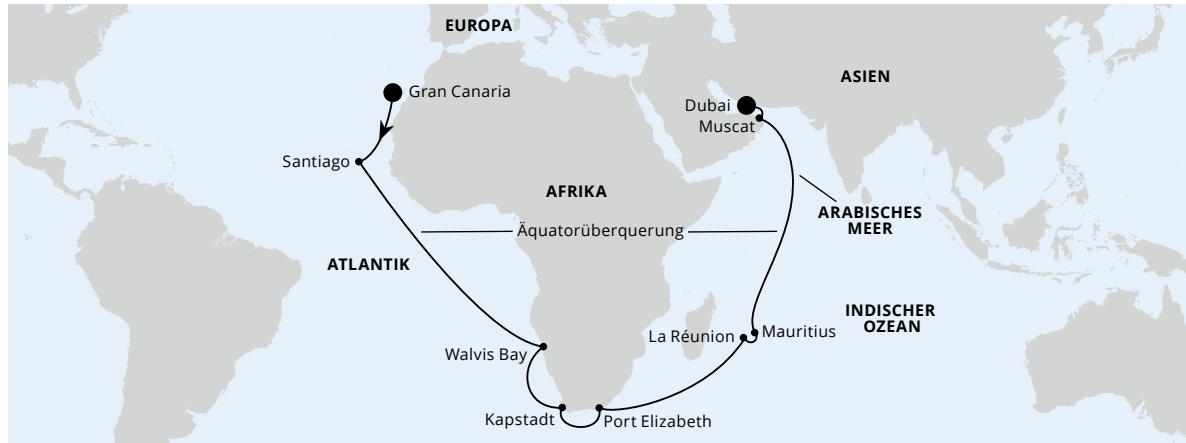 EUROPA
ASIEN
Gran Canaria
Dubai
Muscat
Santiago
AFRIKA
ARABISCHES
MEER
Äquatorüberquerung
ATLANTIK
INDISCHER
OZEAN
La Réunion
Mauritius
Walvis Bay
Kapstadt
Port Elizabeth